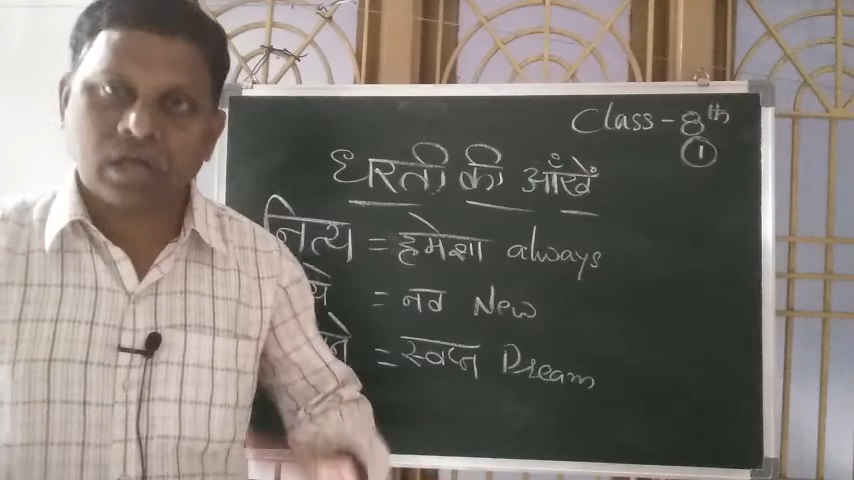 Class - 8th
1
धरती की आँखें
नित्य = हमेशा always
= नव New
= स्वप्न Dream